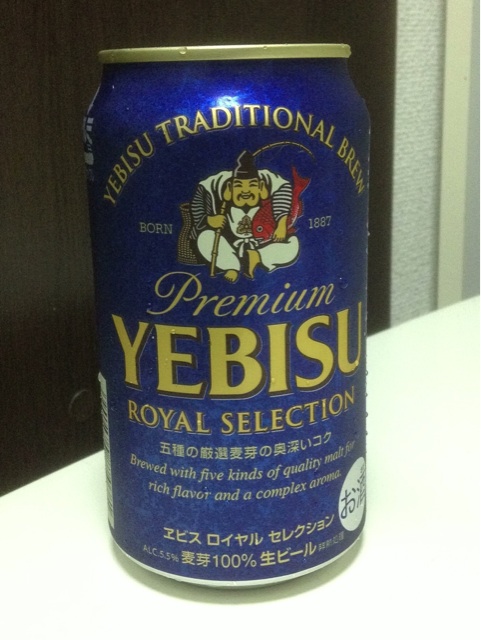 YEBISU TRADITIONAL BREW
BORN 1887
Premium
YEBISU
ROYAL SELECTION
五種の厳選麦芽の奥深いコク
Brewed with five kinds of quality malt for
rich flavor and a complex aroma.
お酒
ヱビス ロイヤル セレクション
ALC.5.5% 麦芽100% 生ビール